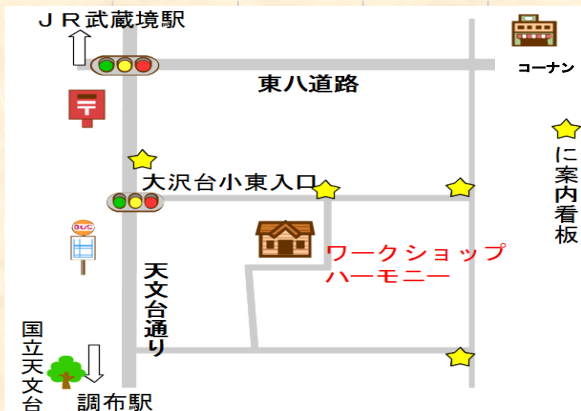 JR武蔵境駅
コーナン
東八道路
〒
に案内看板
大沢台小東入口
BUS
ワークショップ
ハーモニー
天文台通り
国立天文台
調布駅